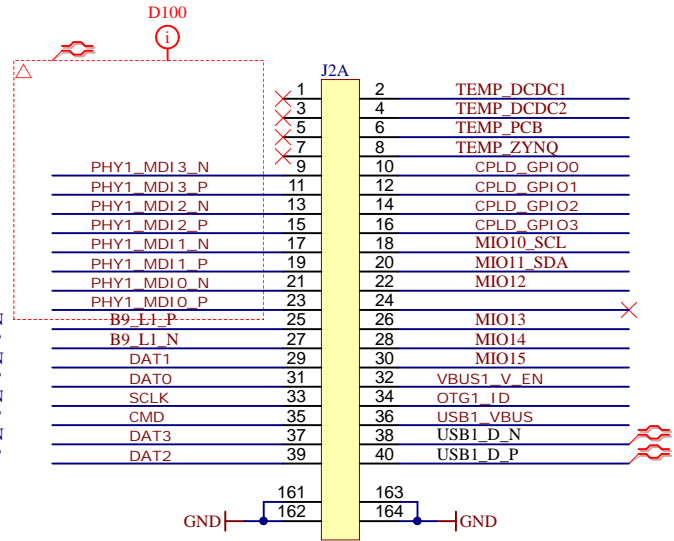 D100
i
J2A
1 2 TEMP_DCDC1
3 4 TEMP_DCDC2
5 6 TEMP_PCB
7 8 TEMP_ZYNQ
PHY1_MDI3_N 9 10 CPLD_GPIO0
PHY1_MDI3_P 11 12 CPLD_GPIO1
PHY1_MDI2_N 13 14 CPLD_GPIO2
PHY1_MDI2_P 15 16 CPLD_GPIO3
PHY1_MDI1_N 17 18 MIO10_SCL
PHY1_MDI1_P 19 20 MIO11_SDA
PHY1_MDI0_N 21 22 MIO12
PHY1_MDI0_P 23 24
B9_L1_P 25 26 MIO13
B9_L1_N 27 28 MIO14
DAT1 29 30 MIO15
DAT0 31 32 VBUS1_V_EN
SCLK 33 34 OTG1_ID
CMD 35 36 USB1_VBUS
DAT3 37 38 USB1_D_N
DAT2 39 40 USB1_D_P
161 163
GND 162 164 GND